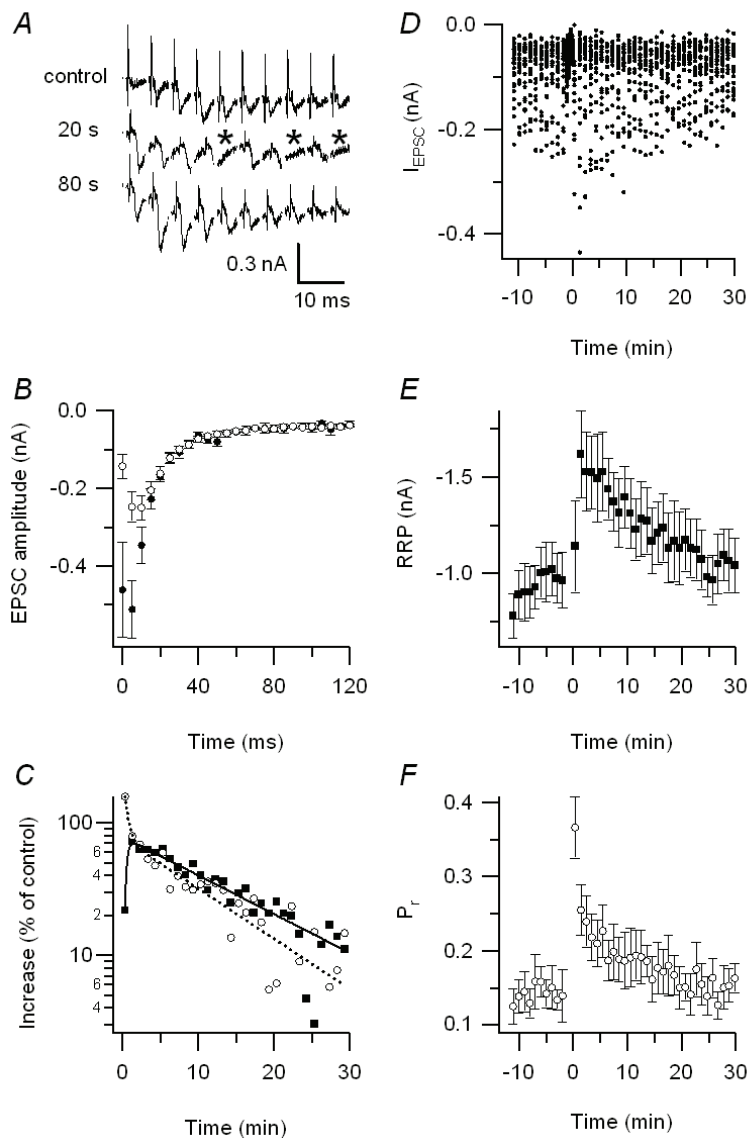 A
control
20 s
*
*
*
80 s
0.3 nA
10 ms
D
0.0
-0.2
-0.4
I_EPSC (nA)
-10
0
10
20
30
Time (min)
B
0.0
-0.2
-0.4
EPSC amplitude (nA)
0
40
80
120
Time (ms)
E
-1.5
-1.0
RRP (nA)
-10
0
10
20
30
Time (min)
C
100
6
4
2
10
6
4
Increase (% of control)
0
10
20
30
Time (min)
F
0.4
0.3
0.2
0.1
P_r
-10
0
10
20
30
Time (min)